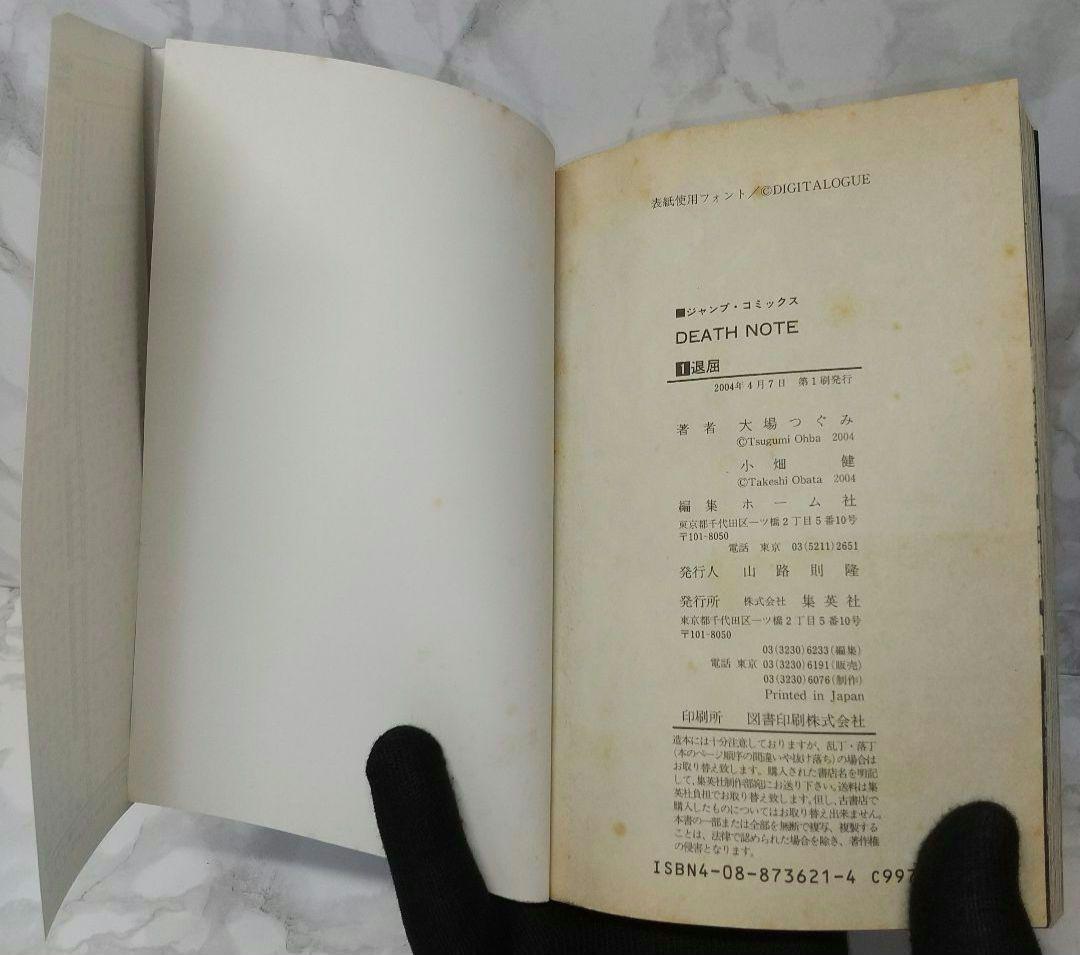 表紙使用フォント／©DIGITALOGUE
■ジャンプ・コミックス
DEATH NOTE
1退屈
2004年4月7日 第1刷発行
著者 大場つぐみ
©Tsugumi Ohba 2004
小畑 健
©Takeshi Obata 2004
編集 ホーム社
東京都千代田区一ツ橋2丁目5番10号
〒101-8050
電話 東京 03(5211)2651
発行人 山路則隆
発行所 株式会社 集英社
東京都千代田区一ツ橋2丁目5番10号
〒101-8050
03(3230)6233(編集)
電話 東京 03(3230)6191(販売)
03(3230)6076(制作)
Printed in Japan
印刷所 図書印刷株式会社
造本には十分注意しておりますが、乱丁・落丁
(本のページ順序の間違いや抜け落ち)の場合は
お取り替え致します。購入された書店名を明記
して、集英社制作部宛にお送り下さい。送料は集
英社負担でお取り替え致します。但し、古書店で
購入したものについてはお取り替え出来ません。
本書の一部または全部を無断で複写、複製する
ことは、法律で認められた場合を除き、著作権
の侵害となります。
ISBN4-08-873621-4 C997